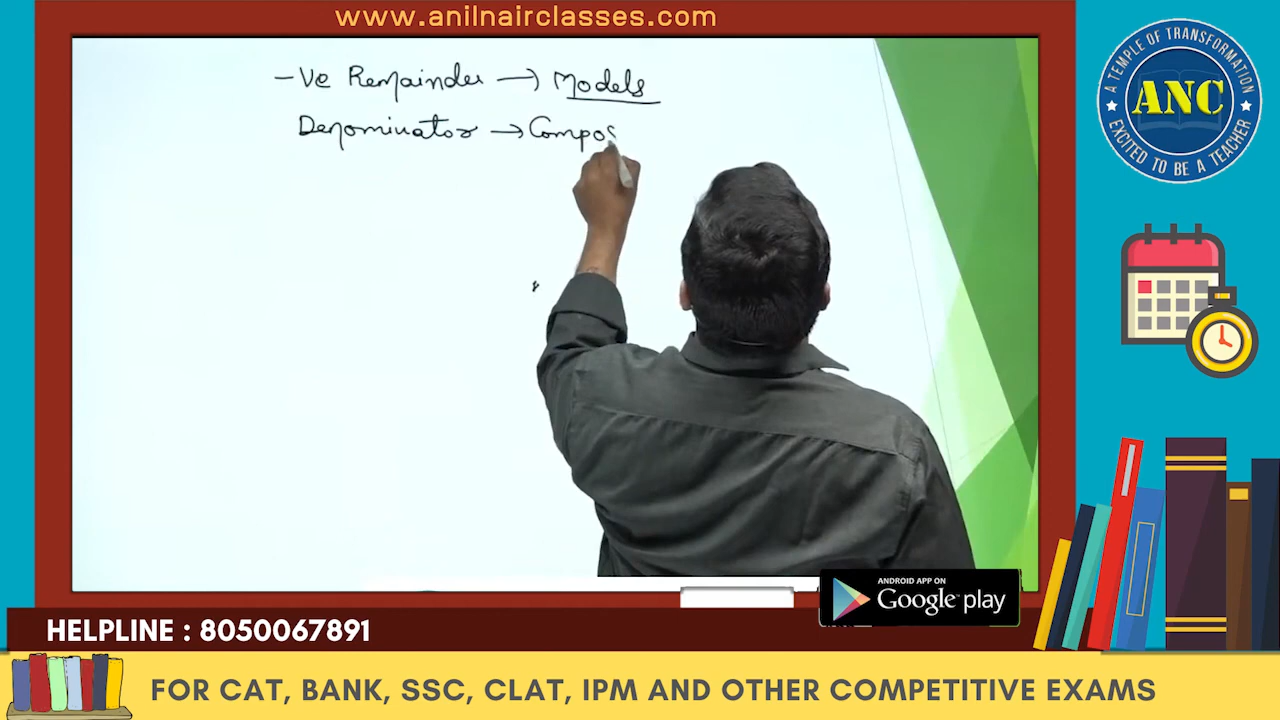 www.anilnairclasses.com
-Ve Remainder → Models
Denominator → Compos
A TEMPLE OF TRANSFORMATION
ANC
EXCITED TO BE A TEACHER
ANDROID APP ON
Google play
HELPLINE : 8050067891
FOR CAT, BANK, SSC, CLAT, IPM AND OTHER COMPETITIVE EXAMS